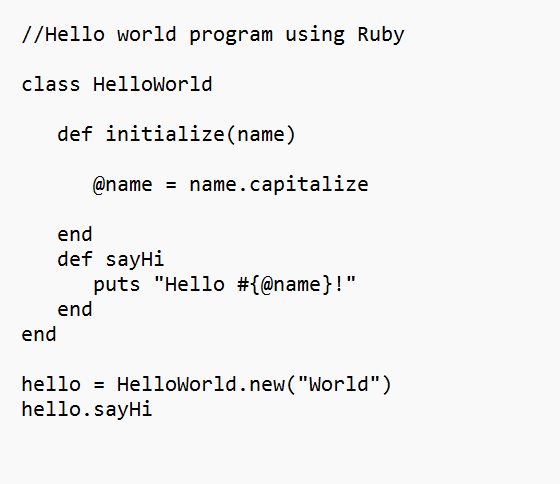 //Hello world program using Ruby
class HelloWorld
def initialize(name)
@name = name.capitalize
end
def sayHi
puts "Hello #{@name}!"
end
end
hello = HelloWorld.new("World")
hello.sayHi